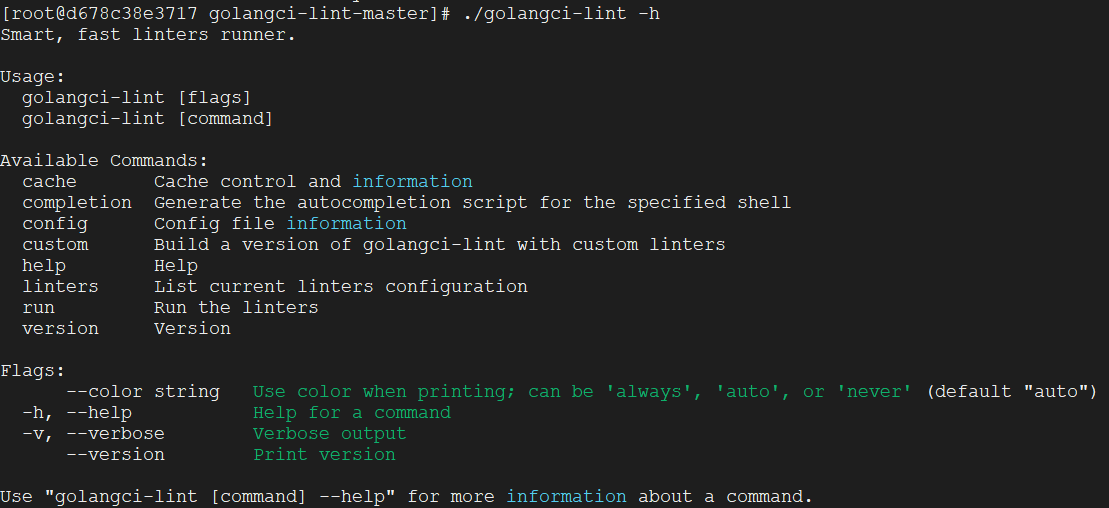 [root@d678c38e3717 golangci-lint-master]# ./golangci-lint -h
Smart, fast linters runner.

Usage:
  golangci-lint [flags]
  golangci-lint [command]

Available Commands:
  cache       Cache control and information
  completion  Generate the autocompletion script for the specified shell
  config      Config file information
  custom      Build a version of golangci-lint with custom linters
  help        Help
  linters     List current linters configuration
  run         Run the linters
  version     Version

Flags:
      --color string   Use color when printing; can be 'always', 'auto', or 'never' (default "auto")
  -h, --help           Help for a command
  -v, --verbose        Verbose output
      --version        Print version

Use "golangci-lint [command] --help" for more information about a command.